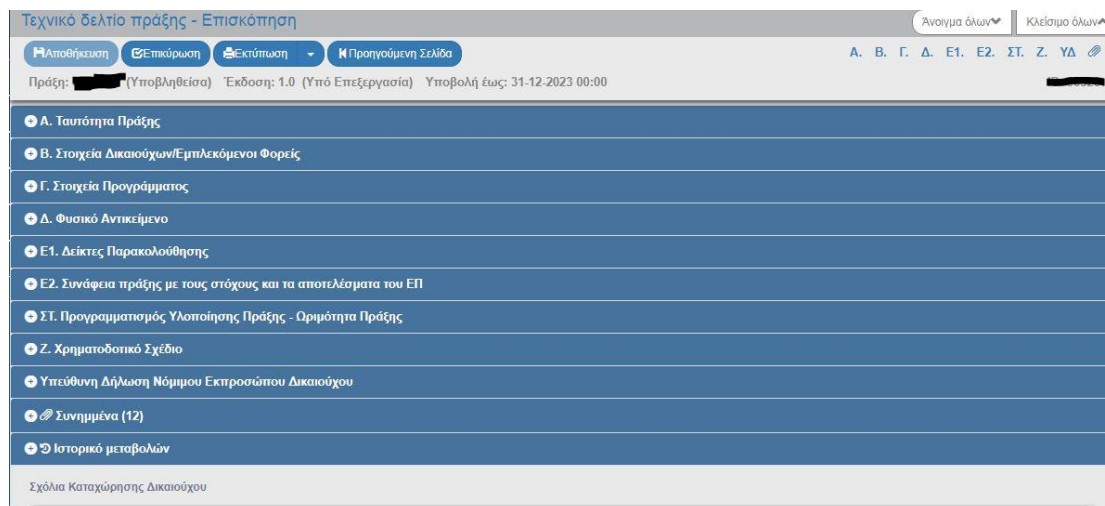 Τεχνικό δελτίο πράξης - Επισκόπηση
Άνοιγμα όλων Κλείσιμο όλων
Αποθήκευση Επικύρωση Εκτύπωση Προηγούμενη Σελίδα Α. Β. Γ. Δ. Ε1. Ε2. ΣΤ. Ζ. ΥΔ
Πράξη: (Υποβληθείσα) Έκδοση: 1.0 (Υπό Επεξεργασία) Υποβολή έως: 31-12-2023 00:00
Α. Ταυτότητα Πράξης
Β. Στοιχεία Δικαιούχων/Εμπλεκόμενοι Φορείς
Γ. Στοιχεία Προγράμματος
Δ. Φυσικό Αντικείμενο
Ε1. Δείκτες Παρακολούθησης
Ε2. Συνάφεια πράξης με τους στόχους και τα αποτελέσματα του ΕΠ
ΣΤ. Προγραμματισμός Υλοποίησης Πράξης - Ωριμότητα Πράξης
Ζ. Χρηματοδοτικό Σχέδιο
Υπεύθυνη Δήλωση Νόμιμου Εκπροσώπου Δικαιούχου
Συνημμένα (12)
Ιστορικό μεταβολών
Σχόλια Καταχώρησης Δικαιούχου